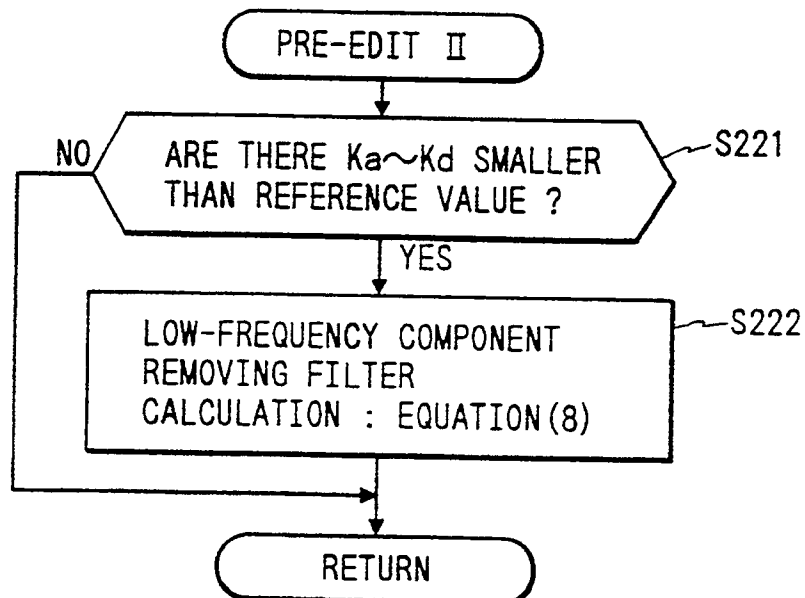 PRE-EDIT II
NO
ARE THERE Ka~Kd SMALLER
THAN REFERENCE VALUE ?
S221
YES
LOW-FREQUENCY COMPONENT
REMOVING FILTER
CALCULATION : EQUATION(8)
S222
RETURN